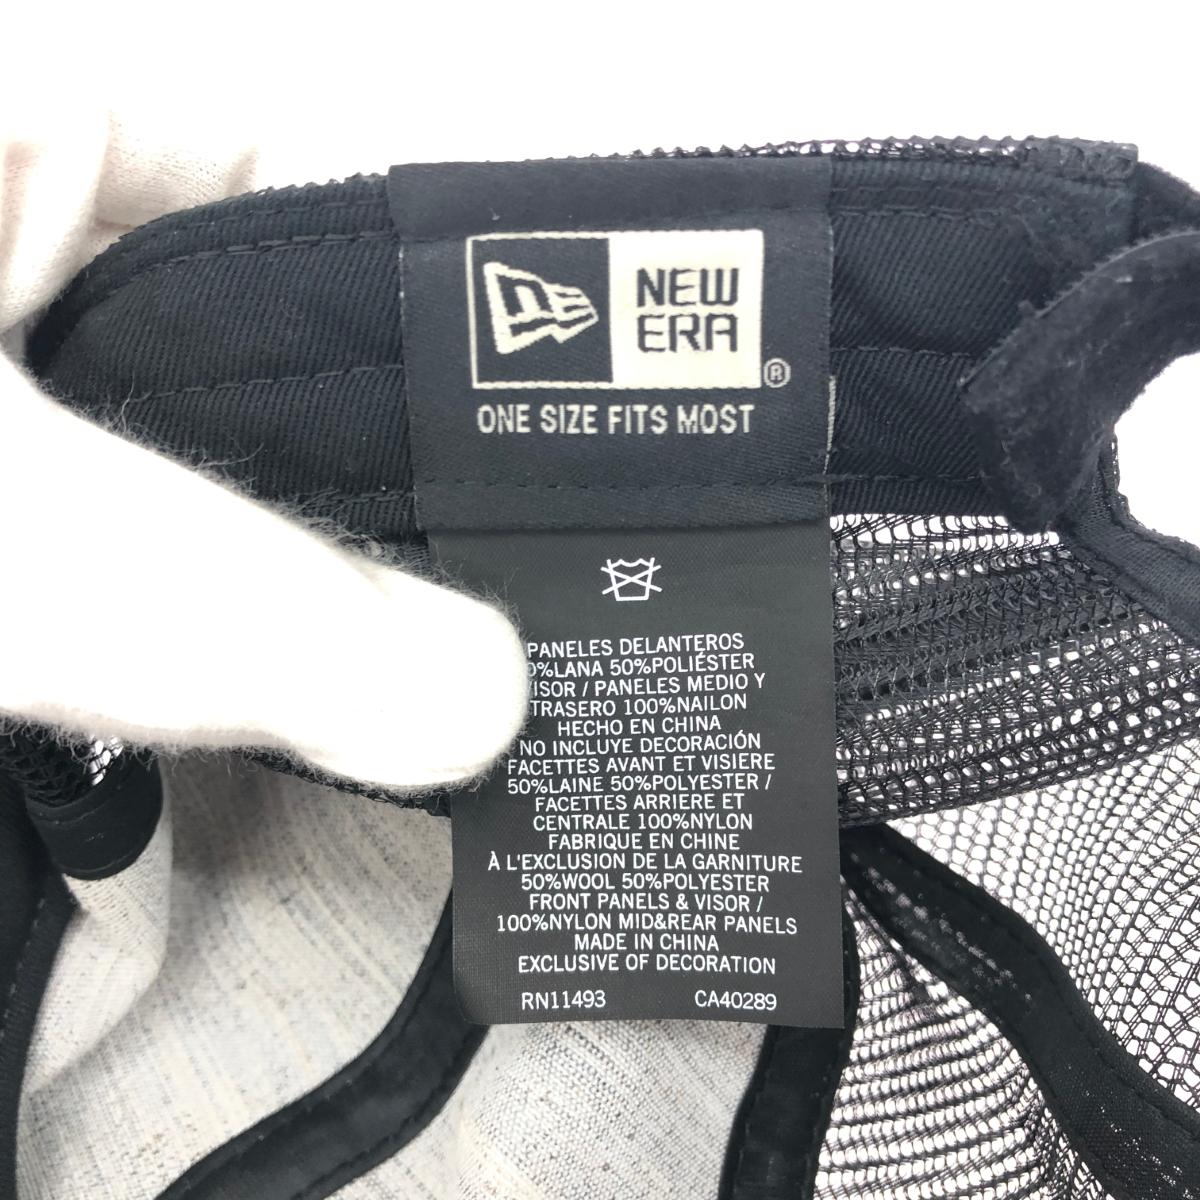 NEW
ERA
®
ONE SIZE FITS MOST
PANELES DELANTEROS
50%POLIÉSTER
/ PANELES MEDIO Y
TRASERO 100%NAILON
HECHO EN CHINA
NO INCLUYE DECORACIÓN
FACETTES AVANT ET VISIERE
50%LAINE 50%POLYESTER /
FACETTES ARRIERE ET
CENTRALE 100%NYLON
FABRIQUE EN CHINE
À L'EXCLUSION DE LA GARNITURE
50%WOOL 50%POLYESTER
FRONT PANELS & VISOR /
100%NYLON MID&REAR PANELS
MADE IN CHINA
EXCLUSIVE OF DECORATION
RN11493 CA40289